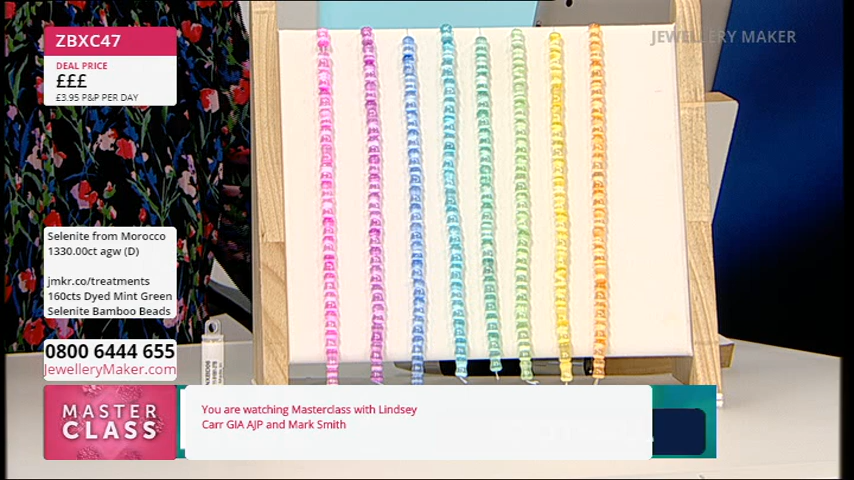 ZBXC47
DEAL PRICE
£££
£3.95 P&P PER DAY
JEWELLERY MAKER
Selenite from Morocco
1330.00ct agw (D)
jmkr.co/treatments
160cts Dyed Mint Green
Selenite Bamboo Beads
0800 6444 655
JewelleryMaker.com
MASTER
CLASS
You are watching Masterclass with Lindsey
Carr GIA AJP and Mark Smith